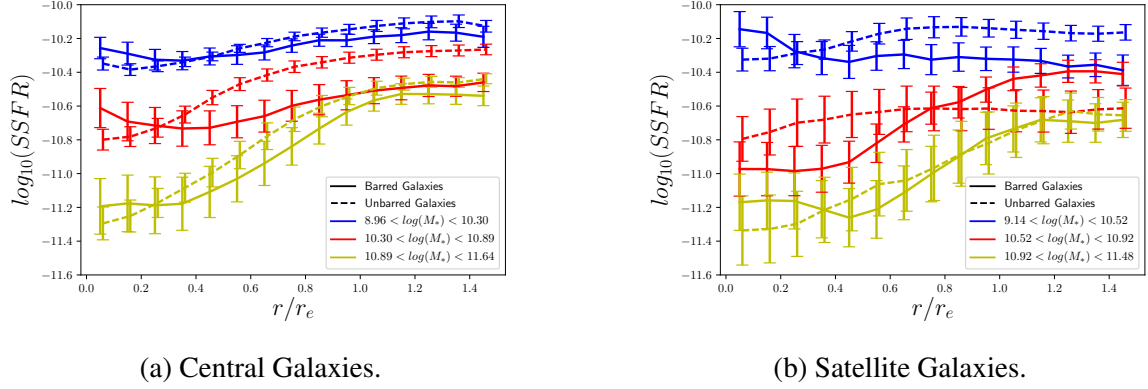 −10.0
−10.2
−10.4
−10.6
−10.8
−11.0
−11.2
−11.4
−11.6
log10(SSFR)
0.0 0.2 0.4 0.6 0.8 1.0 1.2 1.4
r/re
Barred Galaxies
Unbarred Galaxies
8.96 < log(M*) < 10.30
10.30 < log(M*) < 10.89
10.89 < log(M*) < 11.64
(a) Central Galaxies.
−10.0
−10.2
−10.4
−10.6
−10.8
−11.0
−11.2
−11.4
−11.6
log10(SSFR)
0.0 0.2 0.4 0.6 0.8 1.0 1.2 1.4
r/re
Barred Galaxies
Unbarred Galaxies
9.14 < log(M*) < 10.52
10.52 < log(M*) < 10.92
10.92 < log(M*) < 11.48
(b) Satellite Galaxies.